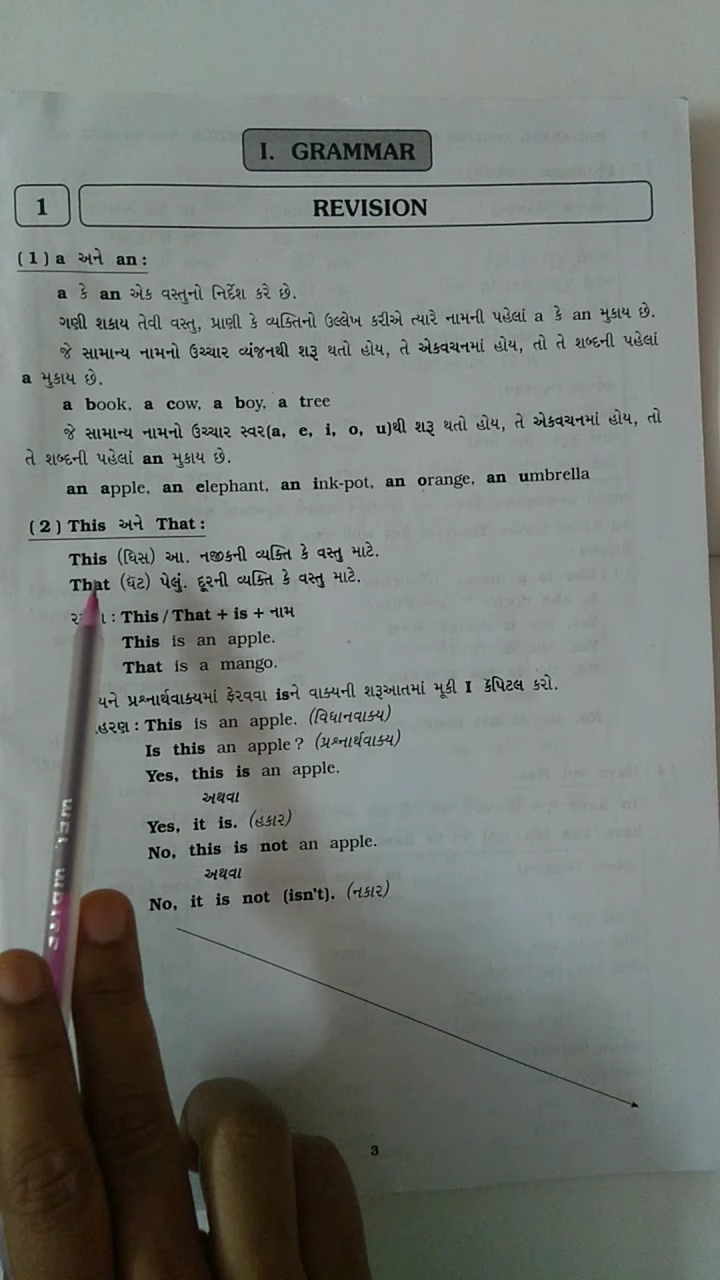 I. GRAMMAR
1
REVISION
(1) a અને an :
a કે an એક વસ્તુનો નિર્દેશ કરે છે.
ગણી શકાય તેવી વસ્તુ, પ્રાણી કે વ્યક્તિનો ઉલ્લેખ કરીએ ત્યારે નામની પહેલાં a કે an મુકાય છે.
જે સામાન્ય નામનો ઉચ્ચાર વ્યંજનથી શરૂ થતો હોય, તે એકવચનમાં હોય, તો તે શબ્દની પહેલાં
a મુકાય છે.
a book, a cow, a boy, a tree
જે સામાન્ય નામનો ઉચ્ચાર સ્વર(a, e, i, o, u)થી શરૂ થતો હોય, તે એકવચનમાં હોય, તો
તે શબ્દની પહેલાં an મુકાય છે.
an apple, an elephant, an ink-pot, an orange, an umbrella
(2) This અને That :
This (ધિસ) આ. નજીકની વ્યક્તિ કે વસ્તુ માટે.
That (ધૅટ) પેલું. દૂરની વ્યક્તિ કે વસ્તુ માટે.
: This / That + is + નામ
This is an apple.
That is a mango.
પ્રશ્નાર્થવાક્યમાં ફેરવવા isને વાક્યની શરૂઆતમાં મૂકી I કૅપિટલ કરો.
: This is an apple. (વિધાનવાક્ય)
Is this an apple? (પ્રશ્નાર્થવાક્ય)
Yes, this is an apple.
અથવા
Yes, it is. (હકાર)
No, this is not an apple.
અથવા
No, it is not (isn't). (નકાર)
3